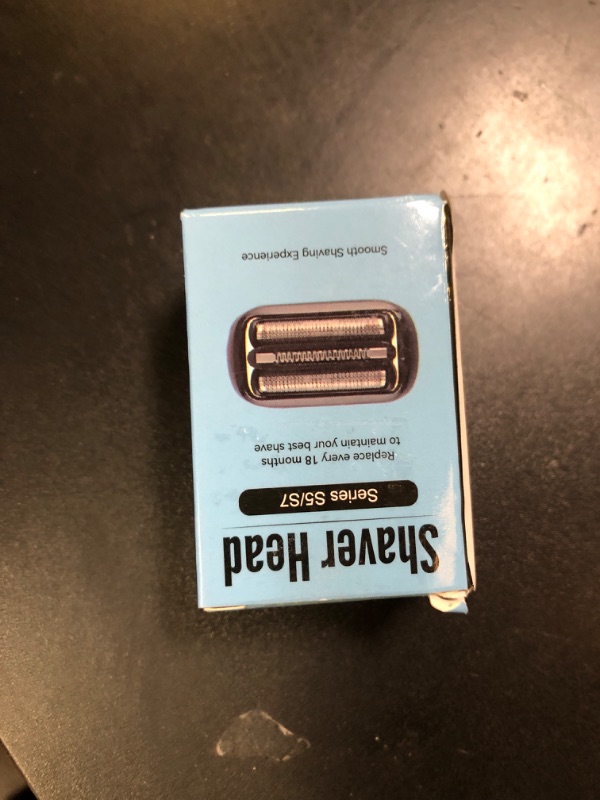 Shaver Head
Series S5/S7
Replace every 18 months
to maintain your best shave
Smooth Shaving Experience